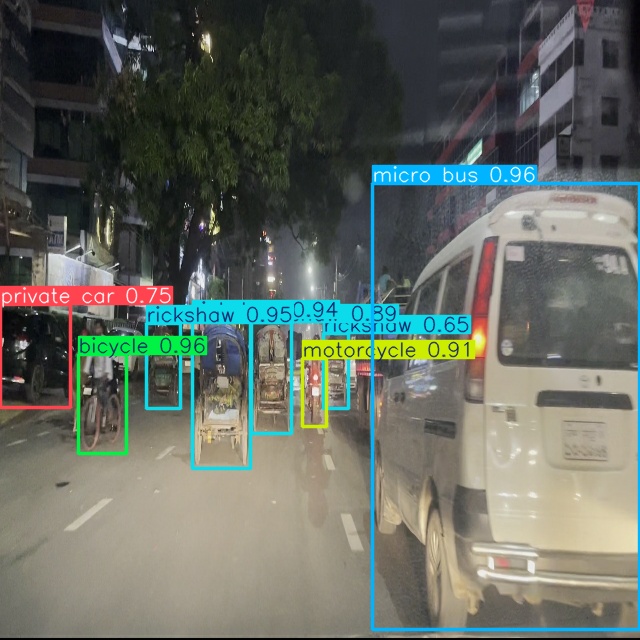 micro bus 0.96
private car 0.75
rickshaw 0.95
0.94
0.89
rickshaw 0.65
bicycle 0.96
motorcycle 0.91